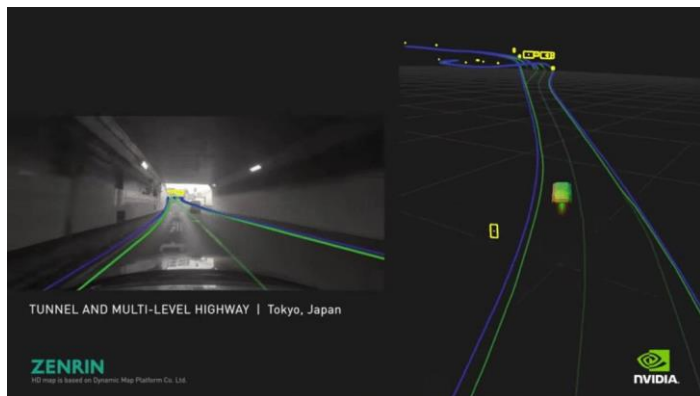 TUNNEL AND MULTI-LEVEL HIGHWAY | Tokyo, Japan
ZENRIN
HD map is based on Dynamic Map Platform Co. Ltd.
NVIDIA.